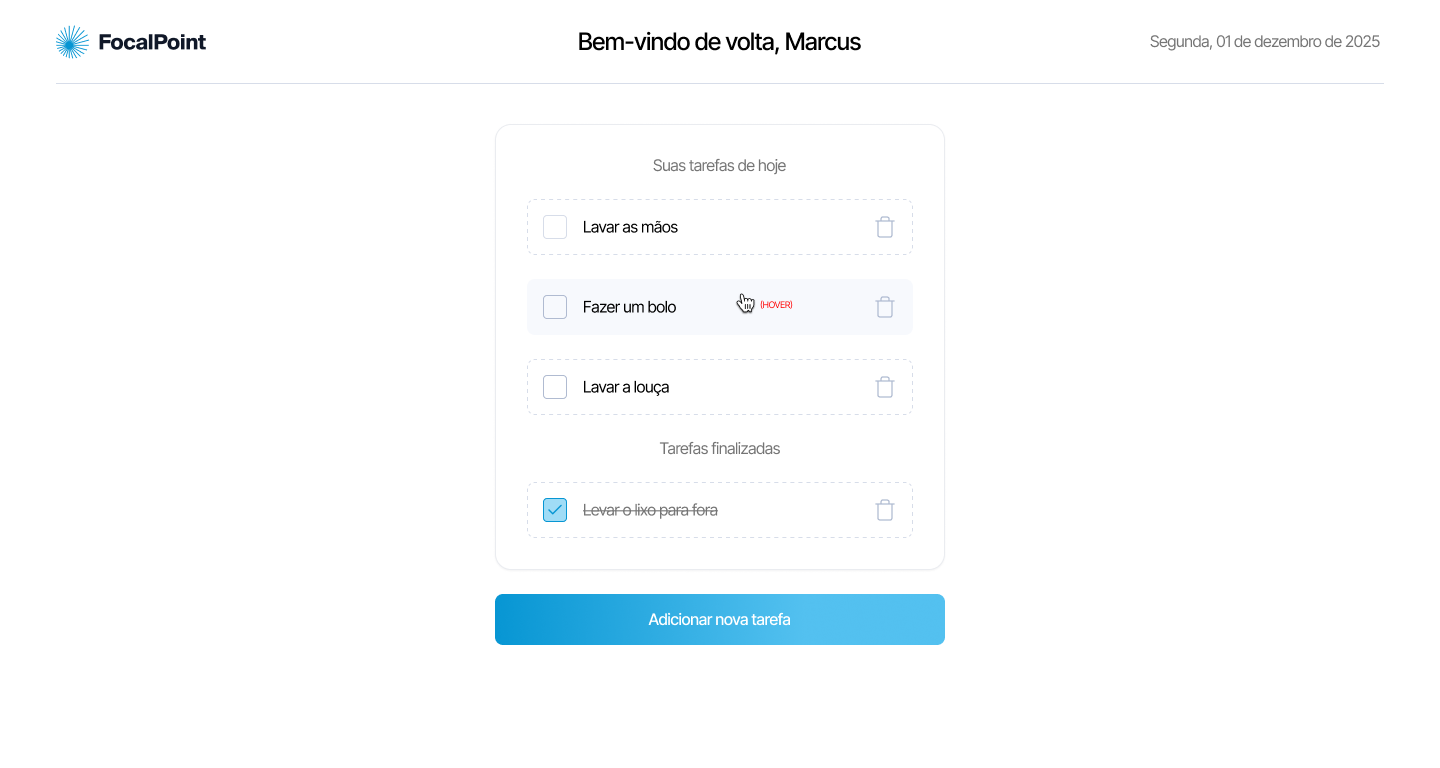 FocalPoint
Bem-vindo de volta, Marcus
Segunda, 01 de dezembro de 2025
Suas tarefas de hoje
Lavar as mãos
Fazer um bolo
(HOVER)
Lavar a louça
Tarefas finalizadas
Levar o lixo para fora
Adicionar nova tarefa